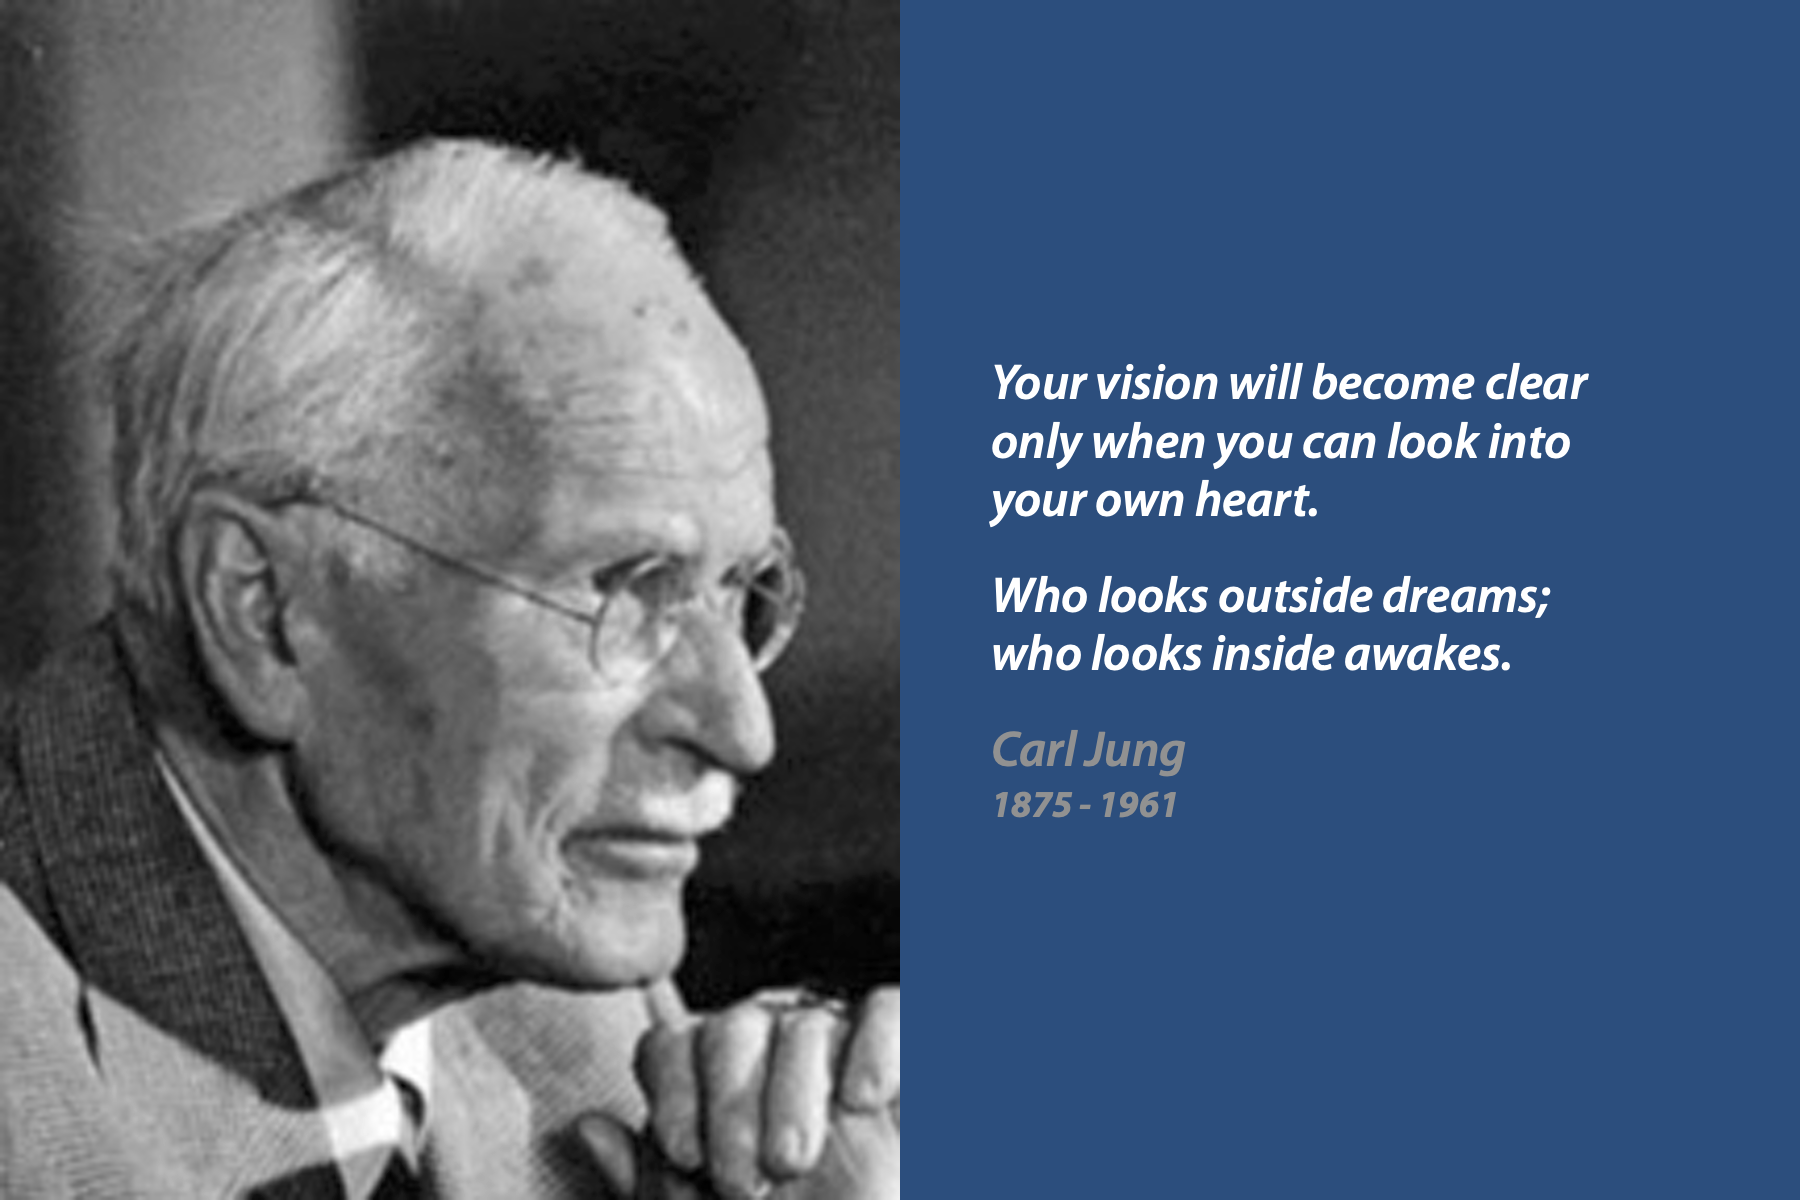 Your vision will become clear
only when you can look into
your own heart.
Who looks outside dreams;
who looks inside awakes.
Carl Jung
1875 - 1961